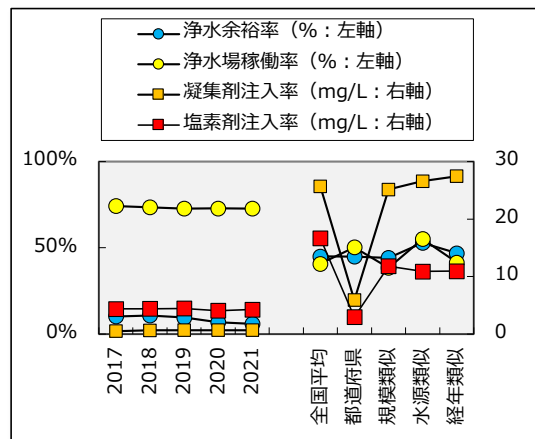 浄水余裕率（%：左軸）
浄水場稼働率（%：左軸）
凝集剤注入率（mg/L：右軸）
塩素剤注入率（mg/L：右軸）
100%
50%
0%
30
20
10
0
2017
2018
2019
2020
2021
全国平均
都道府県
規模類似
水源類似
経年類似